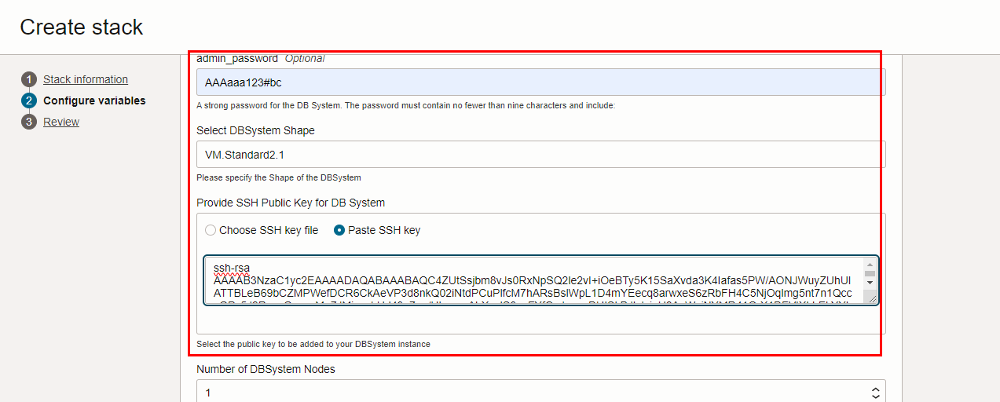 Create stack
1 Stack information
2 Configure variables
3 Review
admin_password Optional
AAAaaa123#bc
A strong password for the DB System. The password must contain no fewer than nine characters and include:
Select DBSystem Shape
VM.Standard2.1
Please specify the Shape of the DBSystem
Provide SSH Public Key for DB System
Choose SSH key file Paste SSH key
ssh-rsa
AAAAB3NzaC1yc2EAAAADAQABAAABAQC4ZUtSsjbm8vJs0RxNpSQ2Ie2vI+iOeBTy5K15SaXvda3K4Iafas5PW/AONJWuyZUhUI
ATTBLeB69bCZMPWefDCR6CkAeVP3d8nkQ02iNtdPCuPIfcM7hARsBsIWpL1D4mYEecq8arwxeS6zRbFH4C5NjOqImg5nt7n1Qcc
Select the public key to be added to your DBSystem instance
Number of DBSystem Nodes
1